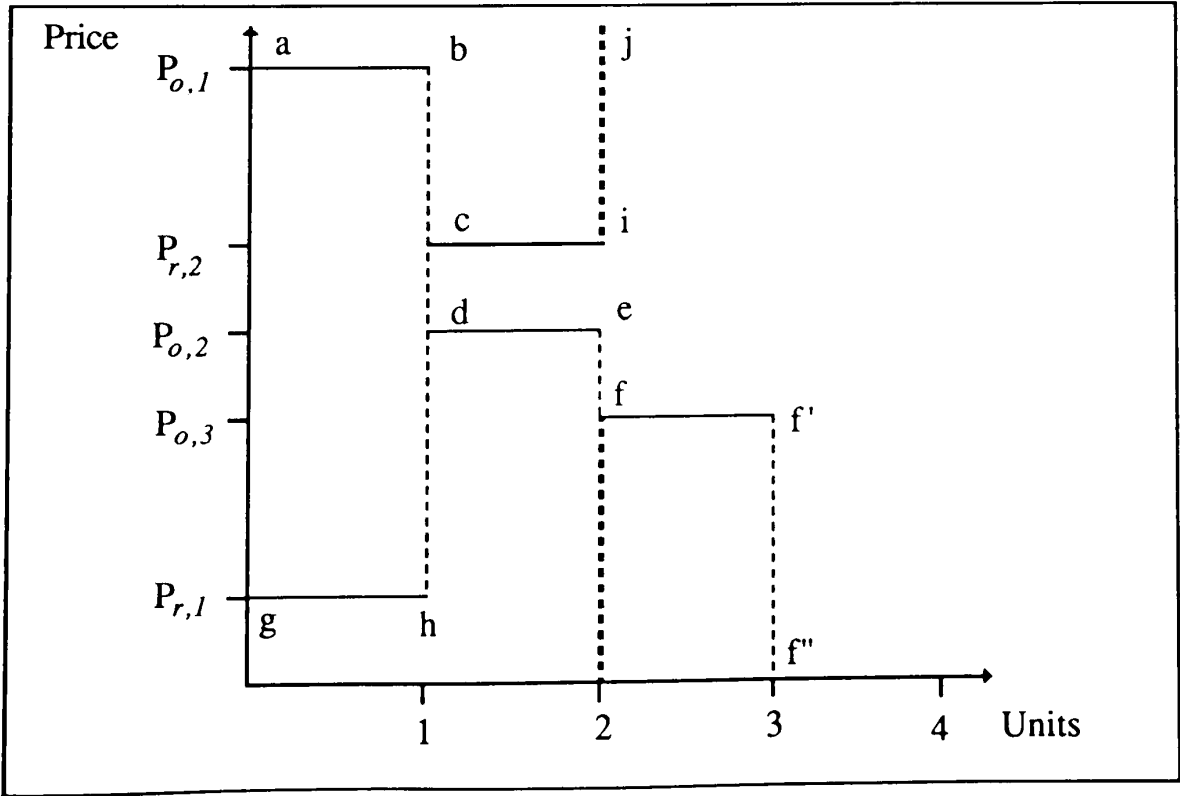 Price
a
b
j
P_{o,1}
c
i
P_{r,2}
d
e
P_{o,2}
f
f'
P_{o,3}
P_{r,1}
g
h
f"
1
2
3
4
Units